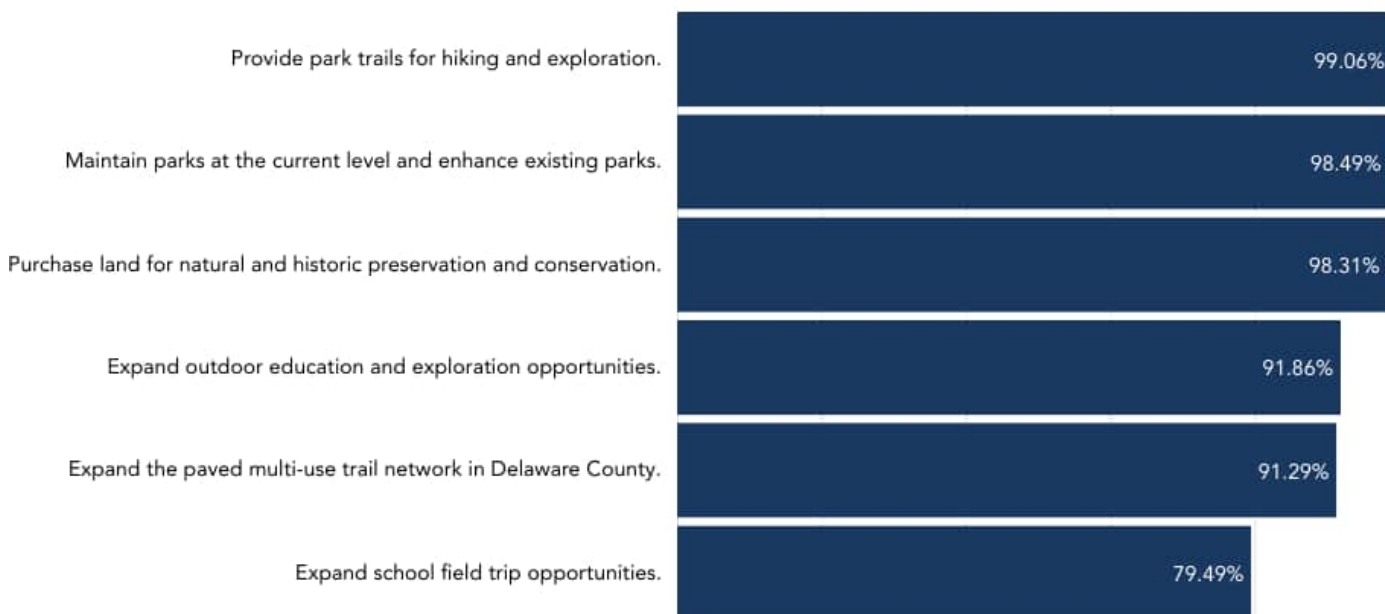 Provide park trails for hiking and exploration.
99.06%
Maintain parks at the current level and enhance existing parks.
98.49%
Purchase land for natural and historic preservation and conservation.
98.31%
Expand outdoor education and exploration opportunities.
91.86%
Expand the paved multi-use trail network in Delaware County.
91.29%
Expand school field trip opportunities.
79.49%